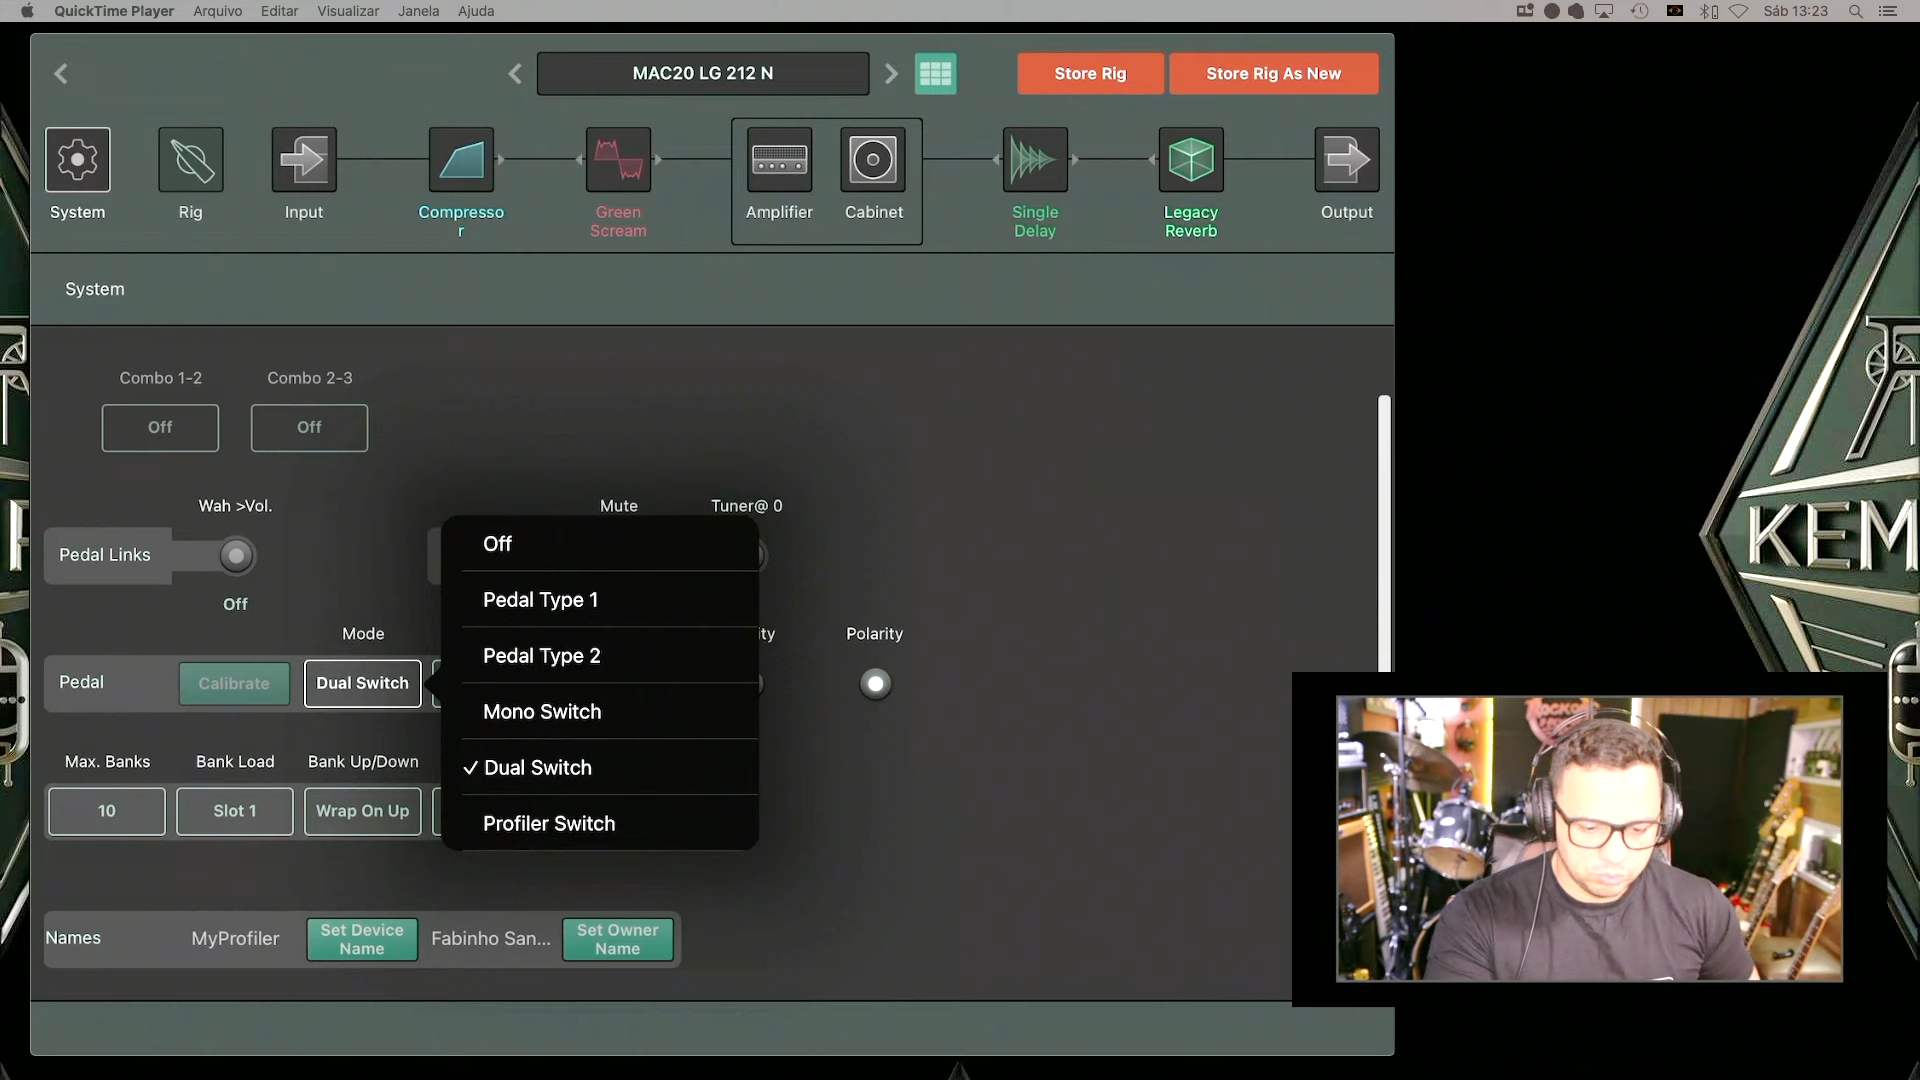 QuickTime Player Arquivo Editar Visualizar Janela Ajuda Sáb 13:23
MAC20 LG 212 N
Store Rig
Store Rig As New
System
Rig
Input
Compresso
r
Green
Scream
Amplifier
Cabinet
Single
Delay
Legacy
Reverb
Output
System
Combo 1-2
Combo 2-3
Off
Off
Wah >Vol.
Mute
Tuner@ 0
Pedal Links
Off
Mode
ity
Polarity
Pedal
Calibrate
Dual Switch
Off
Pedal Type 1
Pedal Type 2
Mono Switch
✓ Dual Switch
Profiler Switch
Max. Banks
Bank Load
Bank Up/Down
10
Slot 1
Wrap On Up
Names
MyProfiler
Set Device
Name
Fabinho San...
Set Owner
Name
KEM